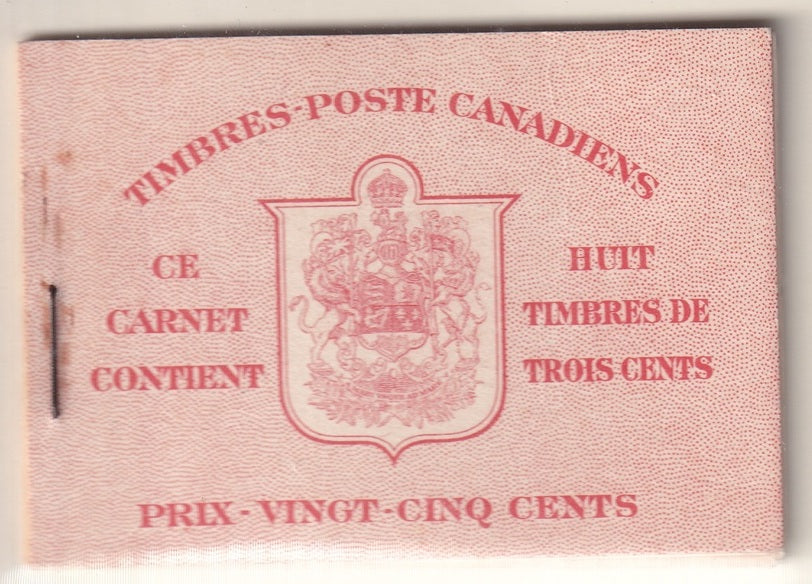 TIMBRES-POSTE CANADIENS
CE
CARNET
CONTIENT
HUIT
TIMBRES DE
TROIS CENTS
PRIX - VINGT - CINQ CENTS